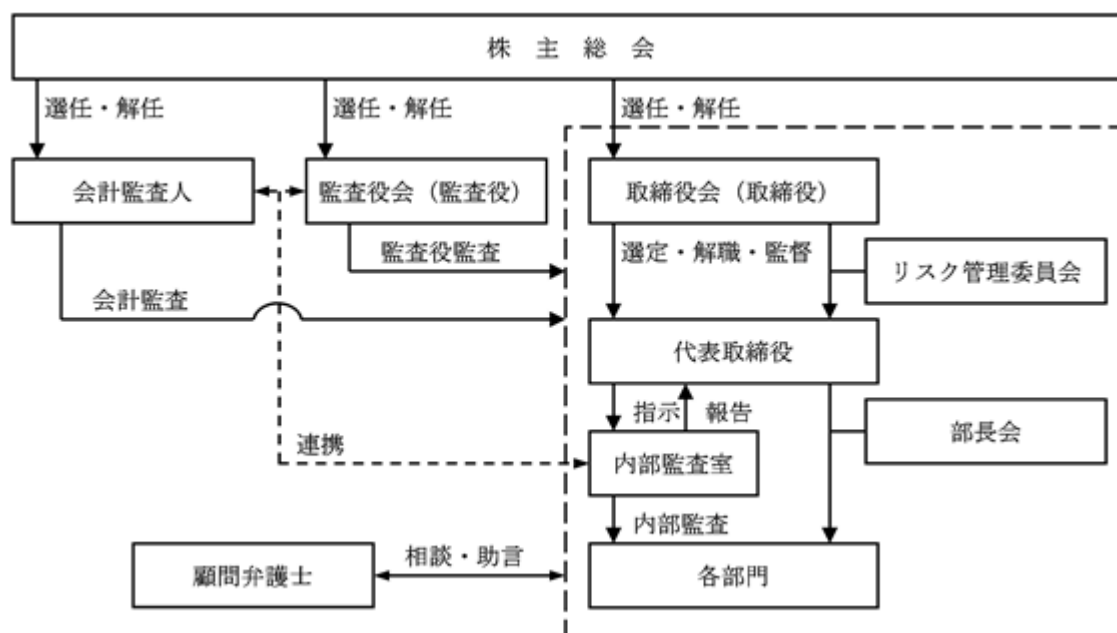 株主総会
選任・解任
選任・解任
選任・解任
会計監査人
監査役会（監査役）
取締役会（取締役）
監査役監査
選定・解職・監督
リスク管理委員会
会計監査
代表取締役
指示
報告
部長会
連携
内部監査室
内部監査
相談・助言
顧問弁護士
各部門